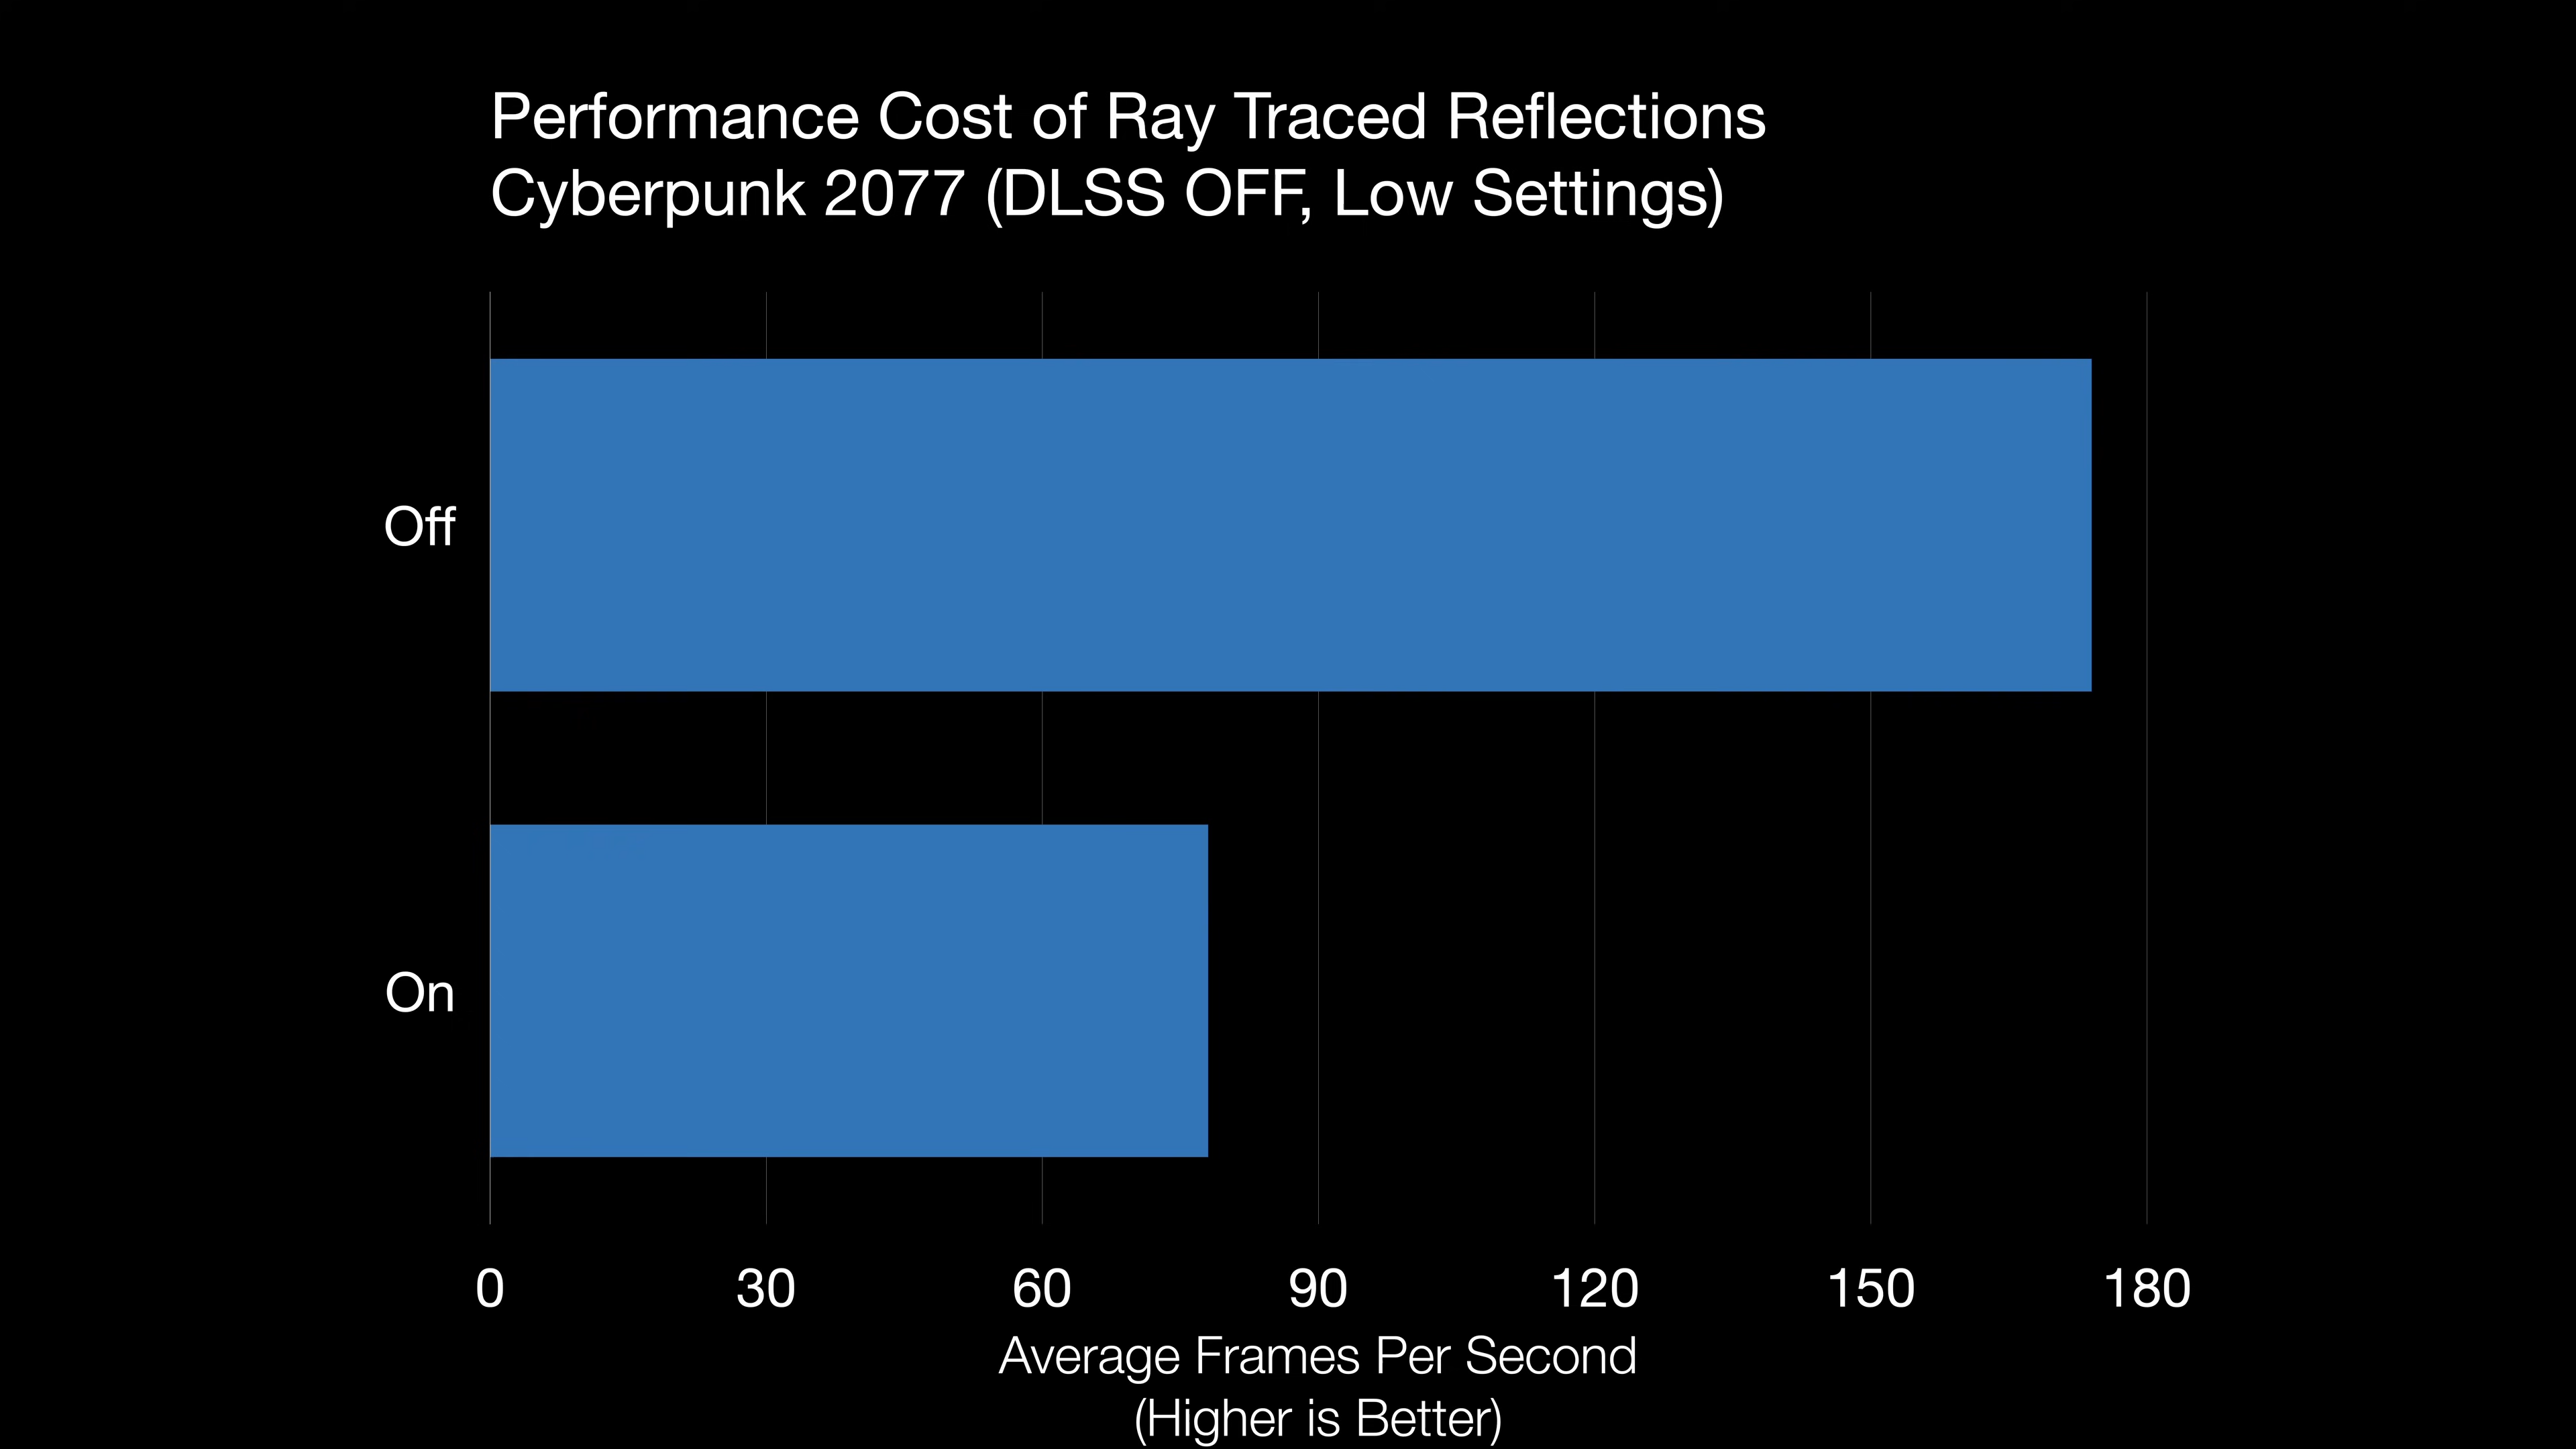 Performance Cost of Ray Traced Reflections
Cyberpunk 2077 (DLSS OFF, Low Settings)
Off
On
0 30 60 90 120 150 180
Average Frames Per Second
(Higher is Better)